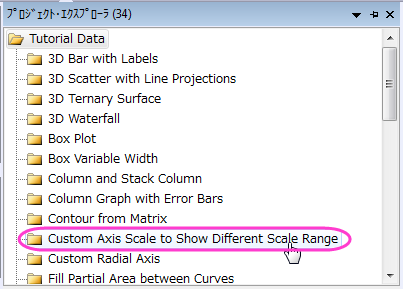 ﾌﾟﾛｼﾞｪｸﾄ･ｴｸｽﾌﾟﾛｰﾗ (34)
Tutorial Data
3D Bar with Labels
3D Scatter with Line Projections
3D Ternary Surface
3D Waterfall
Box Plot
Box Variable Width
Column and Stack Column
Column Graph with Error Bars
Contour from Matrix
Custom Axis Scale to Show Different Scale Range
Custom Radial Axis
Fill Partial Area between Curves